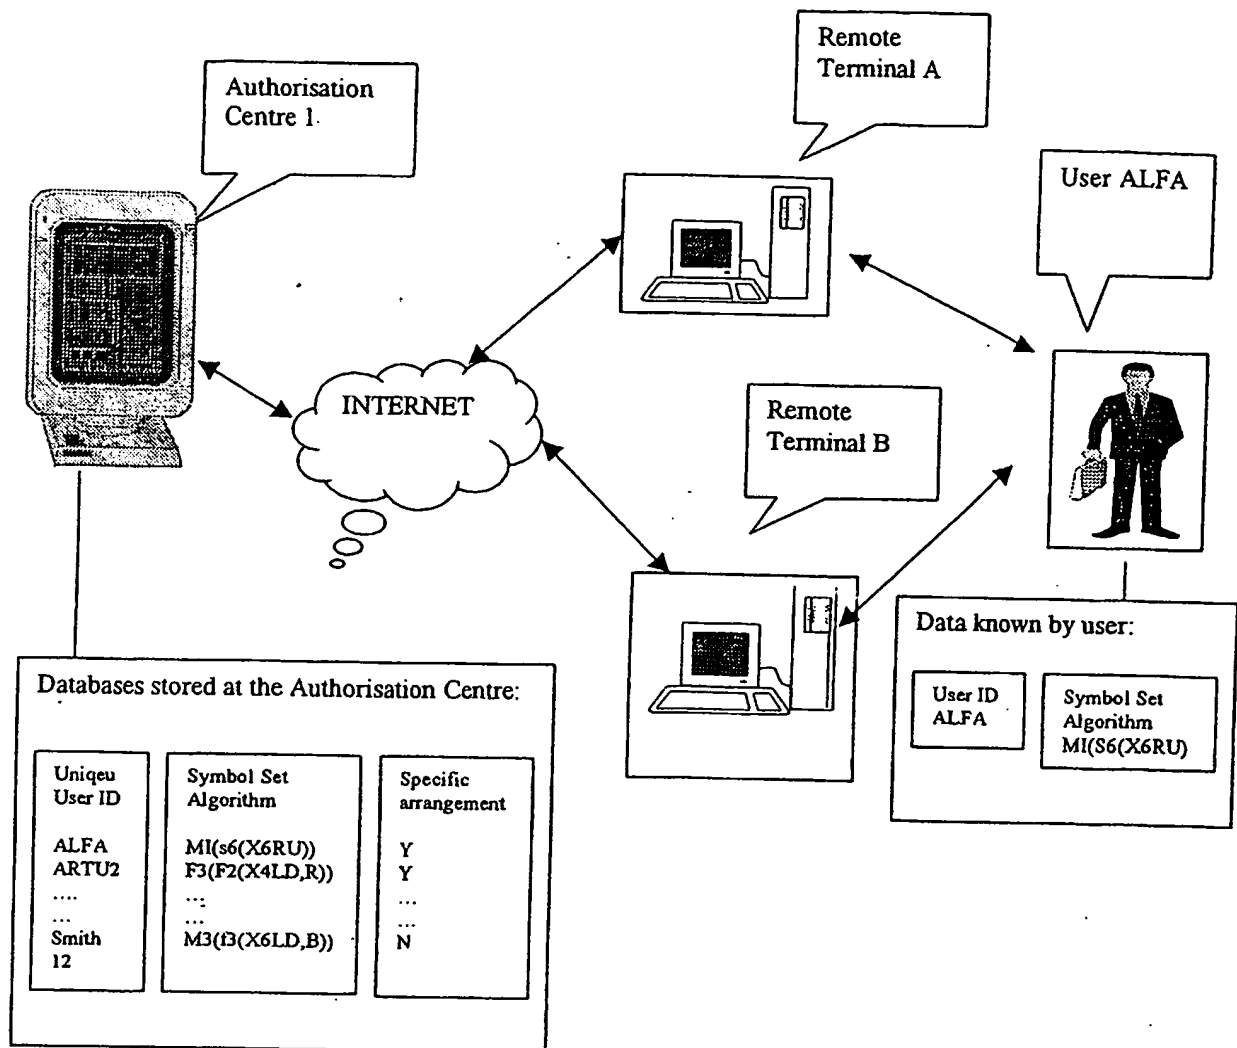 Authorisation
Centre 1.
Remote
Terminal A
User ALFA
INTERNET
Remote
Terminal B
Databases stored at the Authorisation Centre:
Uniqeu
User ID
ALFA
ARTU2
....
...
Smith
12
Symbol Set
Algorithm
MI(s6(X6RU))
F3(F2(X4LD,R))
...
...
M3(f3(X6LD,B))
Specific
arrangement
Y
Y
...
...
N
Data known by user:
User ID
ALFA
Symbol Set
Algorithm
MI(S6(X6RU)